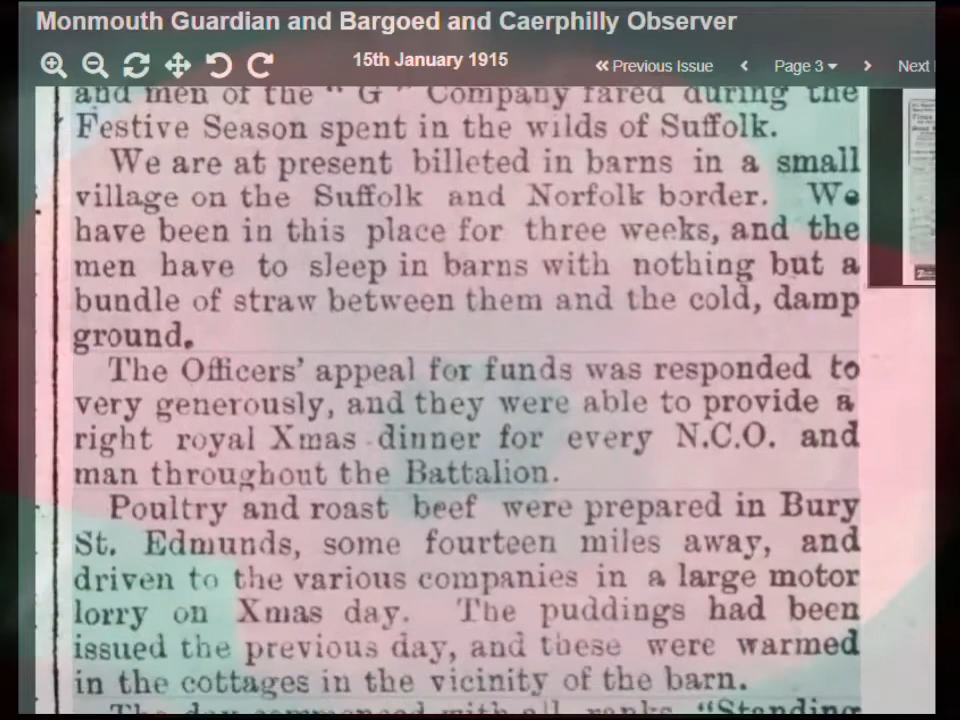 Monmouth Guardian and Bargoed and Caerphilly Observer
15th January 1915
Previous Issue
Page 3
Next
and men of the "G" Company fared during the
Festive Season spent in the wilds of Suffolk.
We are at present billeted in barns in a small
village on the Suffolk and Norfolk border. We
have been in this place for three weeks, and the
men have to sleep in barns with nothing but a
bundle of straw between them and the cold, damp
ground.
The Officers' appeal for funds was responded to
very generously, and they were able to provide a
right royal Xmas dinner for every N.C.O. and
man throughout the Battalion.
Poultry and roast beef were prepared in Bury
St. Edmunds, some fourteen miles away, and
driven to the various companies in a large motor
lorry on Xmas day. The puddings had been
issued the previous day, and these were warmed
in the cottages in the vicinity of the barn.
The day commenced with all ranks "Standing